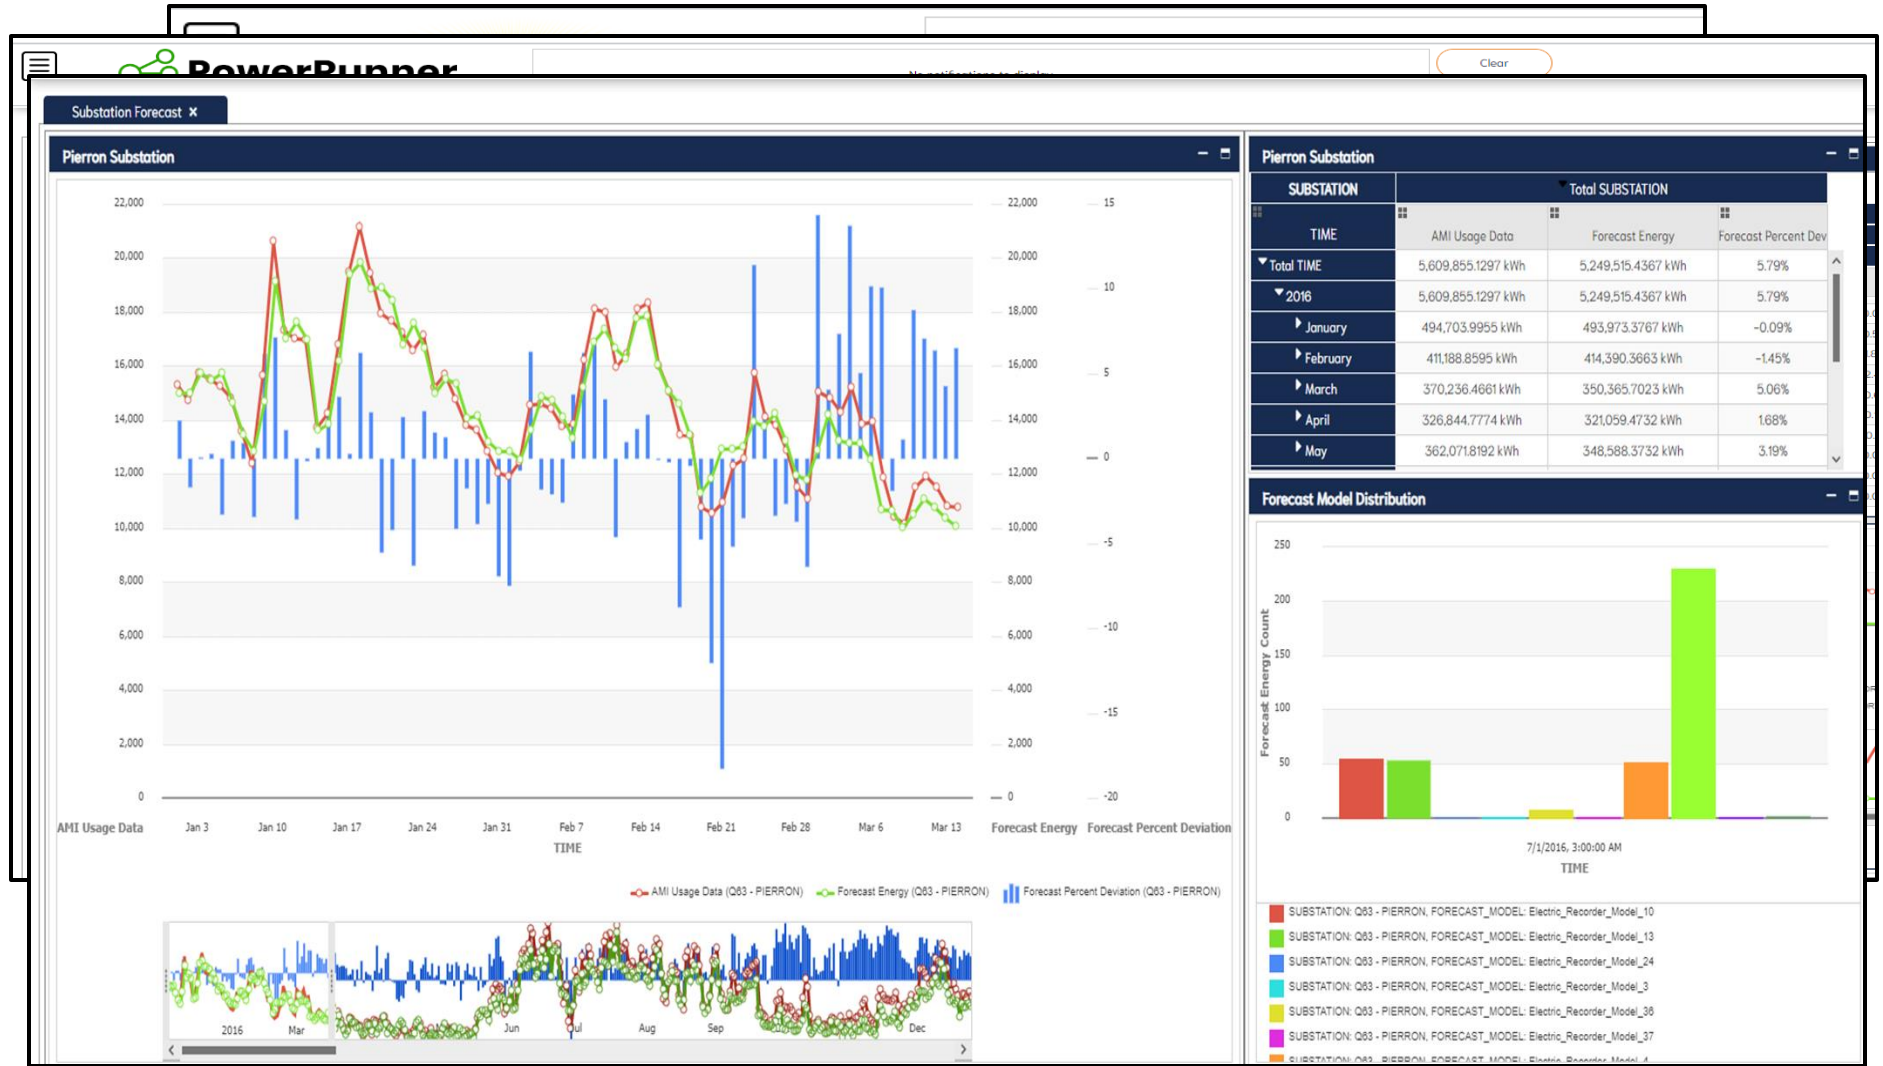 PowerRunner
No notifications to display
Clear
Substation Forecast ×
Pierron Substation
22,000 22,000 15
20,000 20,000
10
18,000 18,000
16,000 16,000
5
14,000 14,000
12,000 12,000
0
10,000 10,000
-5
8,000 8,000
6,000 6,000
-10
4,000 4,000
-15
2,000 2,000
0 0 -20
AMI Usage Data Jan 3 Jan 10 Jan 17 Jan 24 Jan 31 Feb 7 Feb 14 Feb 21 Feb 28 Mar 6 Mar 13 Forecast Energy Forecast Percent Deviation
TIME
AMI Usage Data (Q63 - PIERRON) Forecast Energy (Q63 - PIERRON) Forecast Percent Deviation (Q63 - PIERRON)
2016 Mar Jun Jul Aug Sep Dec
Pierron Substation
SUBSTATION Total SUBSTATION
TIME AMI Usage Data Forecast Energy Forecast Percent Dev
Total TIME 5,609,855.1297 kWh 5,249,515.4367 kWh 5.79%
2016 5,609,855.1297 kWh 5,249,515.4367 kWh 5.79%
January 494,703.9955 kWh 493,973.3767 kWh -0.09%
February 411,188.8595 kWh 414,390.3663 kWh -1.45%
March 370,236.4661 kWh 350,365.7023 kWh 5.06%
April 326,844.7774 kWh 321,059.4732 kWh 1.68%
May 362,071.8192 kWh 348,588.3732 kWh 3.19%
Forecast Model Distribution
Forecast Energy Count
250
200
150
100
50
0
7/1/2016, 3:00:00 AM
TIME
SUBSTATION: Q63 - PIERRON, FORECAST_MODEL: Electric_Recorder_Model_10
SUBSTATION: Q63 - PIERRON, FORECAST_MODEL: Electric_Recorder_Model_13
SUBSTATION: Q63 - PIERRON, FORECAST_MODEL: Electric_Recorder_Model_24
SUBSTATION: Q63 - PIERRON, FORECAST_MODEL: Electric_Recorder_Model_3
SUBSTATION: Q63 - PIERRON, FORECAST_MODEL: Electric_Recorder_Model_36
SUBSTATION: Q63 - PIERRON, FORECAST_MODEL: Electric_Recorder_Model_37
SUBSTATION: Q63 - PIERRON, FORECAST_MODEL: Electric_Recorder_Model_4